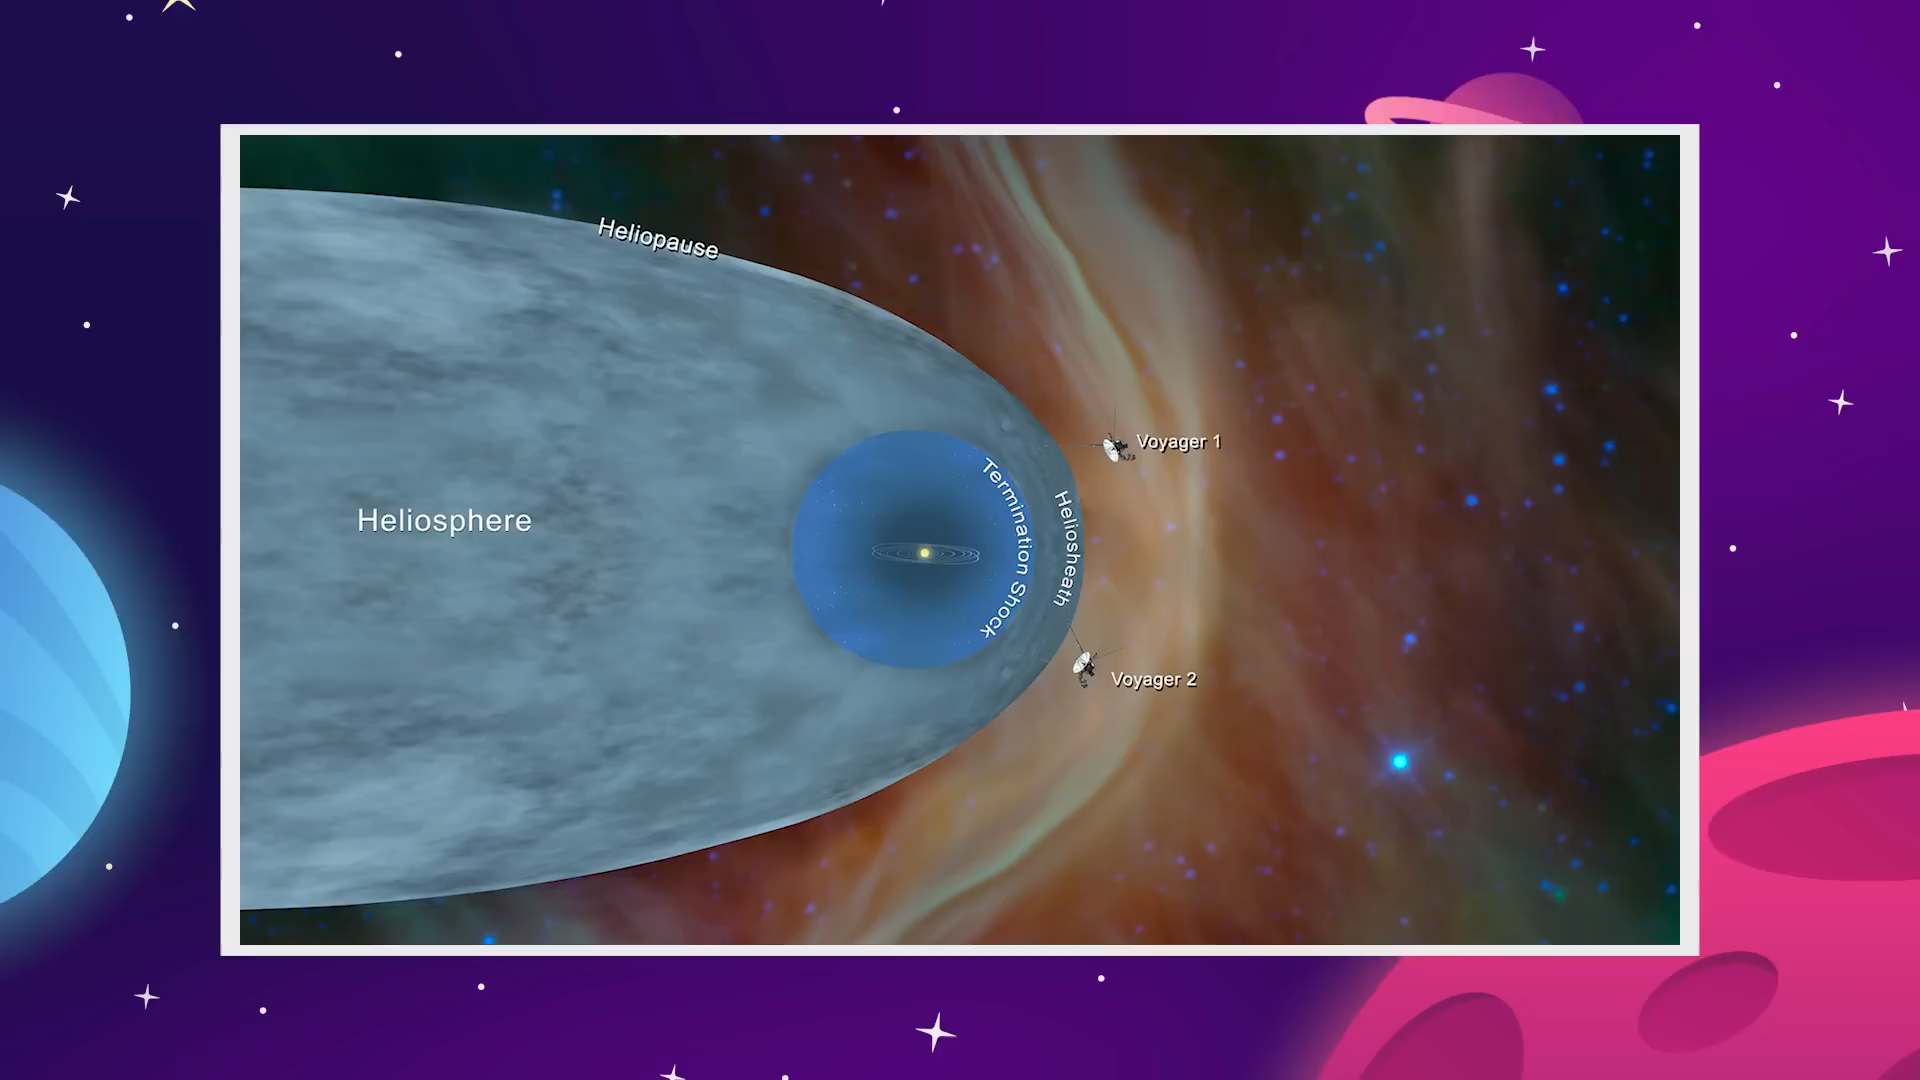 Heliopause
Voyager 1
Heliosphere
Termination Shock
Heliosheath
Voyager 2